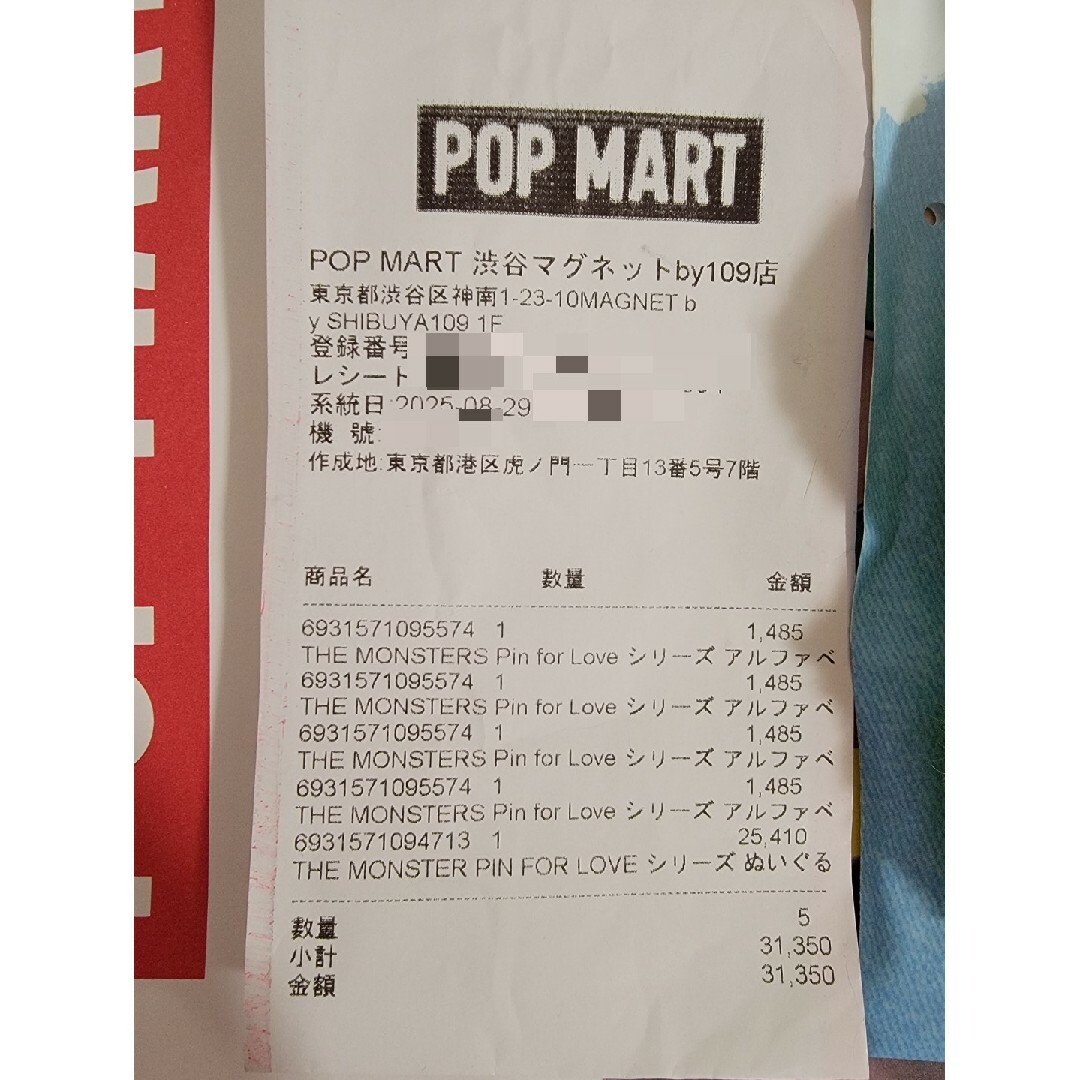 POP MART
POP MART 渋谷マグネットby109店
東京都渋谷区神南1-23-10MAGNET b
y SHIBUYA109 1F
登録番号
レシート
系統日:2025-08-29
機 號:
作成地:東京都港区虎ノ門一丁目13番5号7階
商品名 數量 金額
6931571095574 1 1,485
THE MONSTERS Pin for Love シリーズ アルファベ
6931571095574 1 1,485
THE MONSTERS Pin for Love シリーズ アルファベ
6931571095574 1 1,485
THE MONSTERS Pin for Love シリーズ アルファベ
6931571095574 1 1,485
THE MONSTERS Pin for Love シリーズ アルファベ
6931571094713 1 25,410
THE MONSTER PIN FOR LOVE シリーズ ぬいぐる
數量 5
小計 31,350
金額 31,350